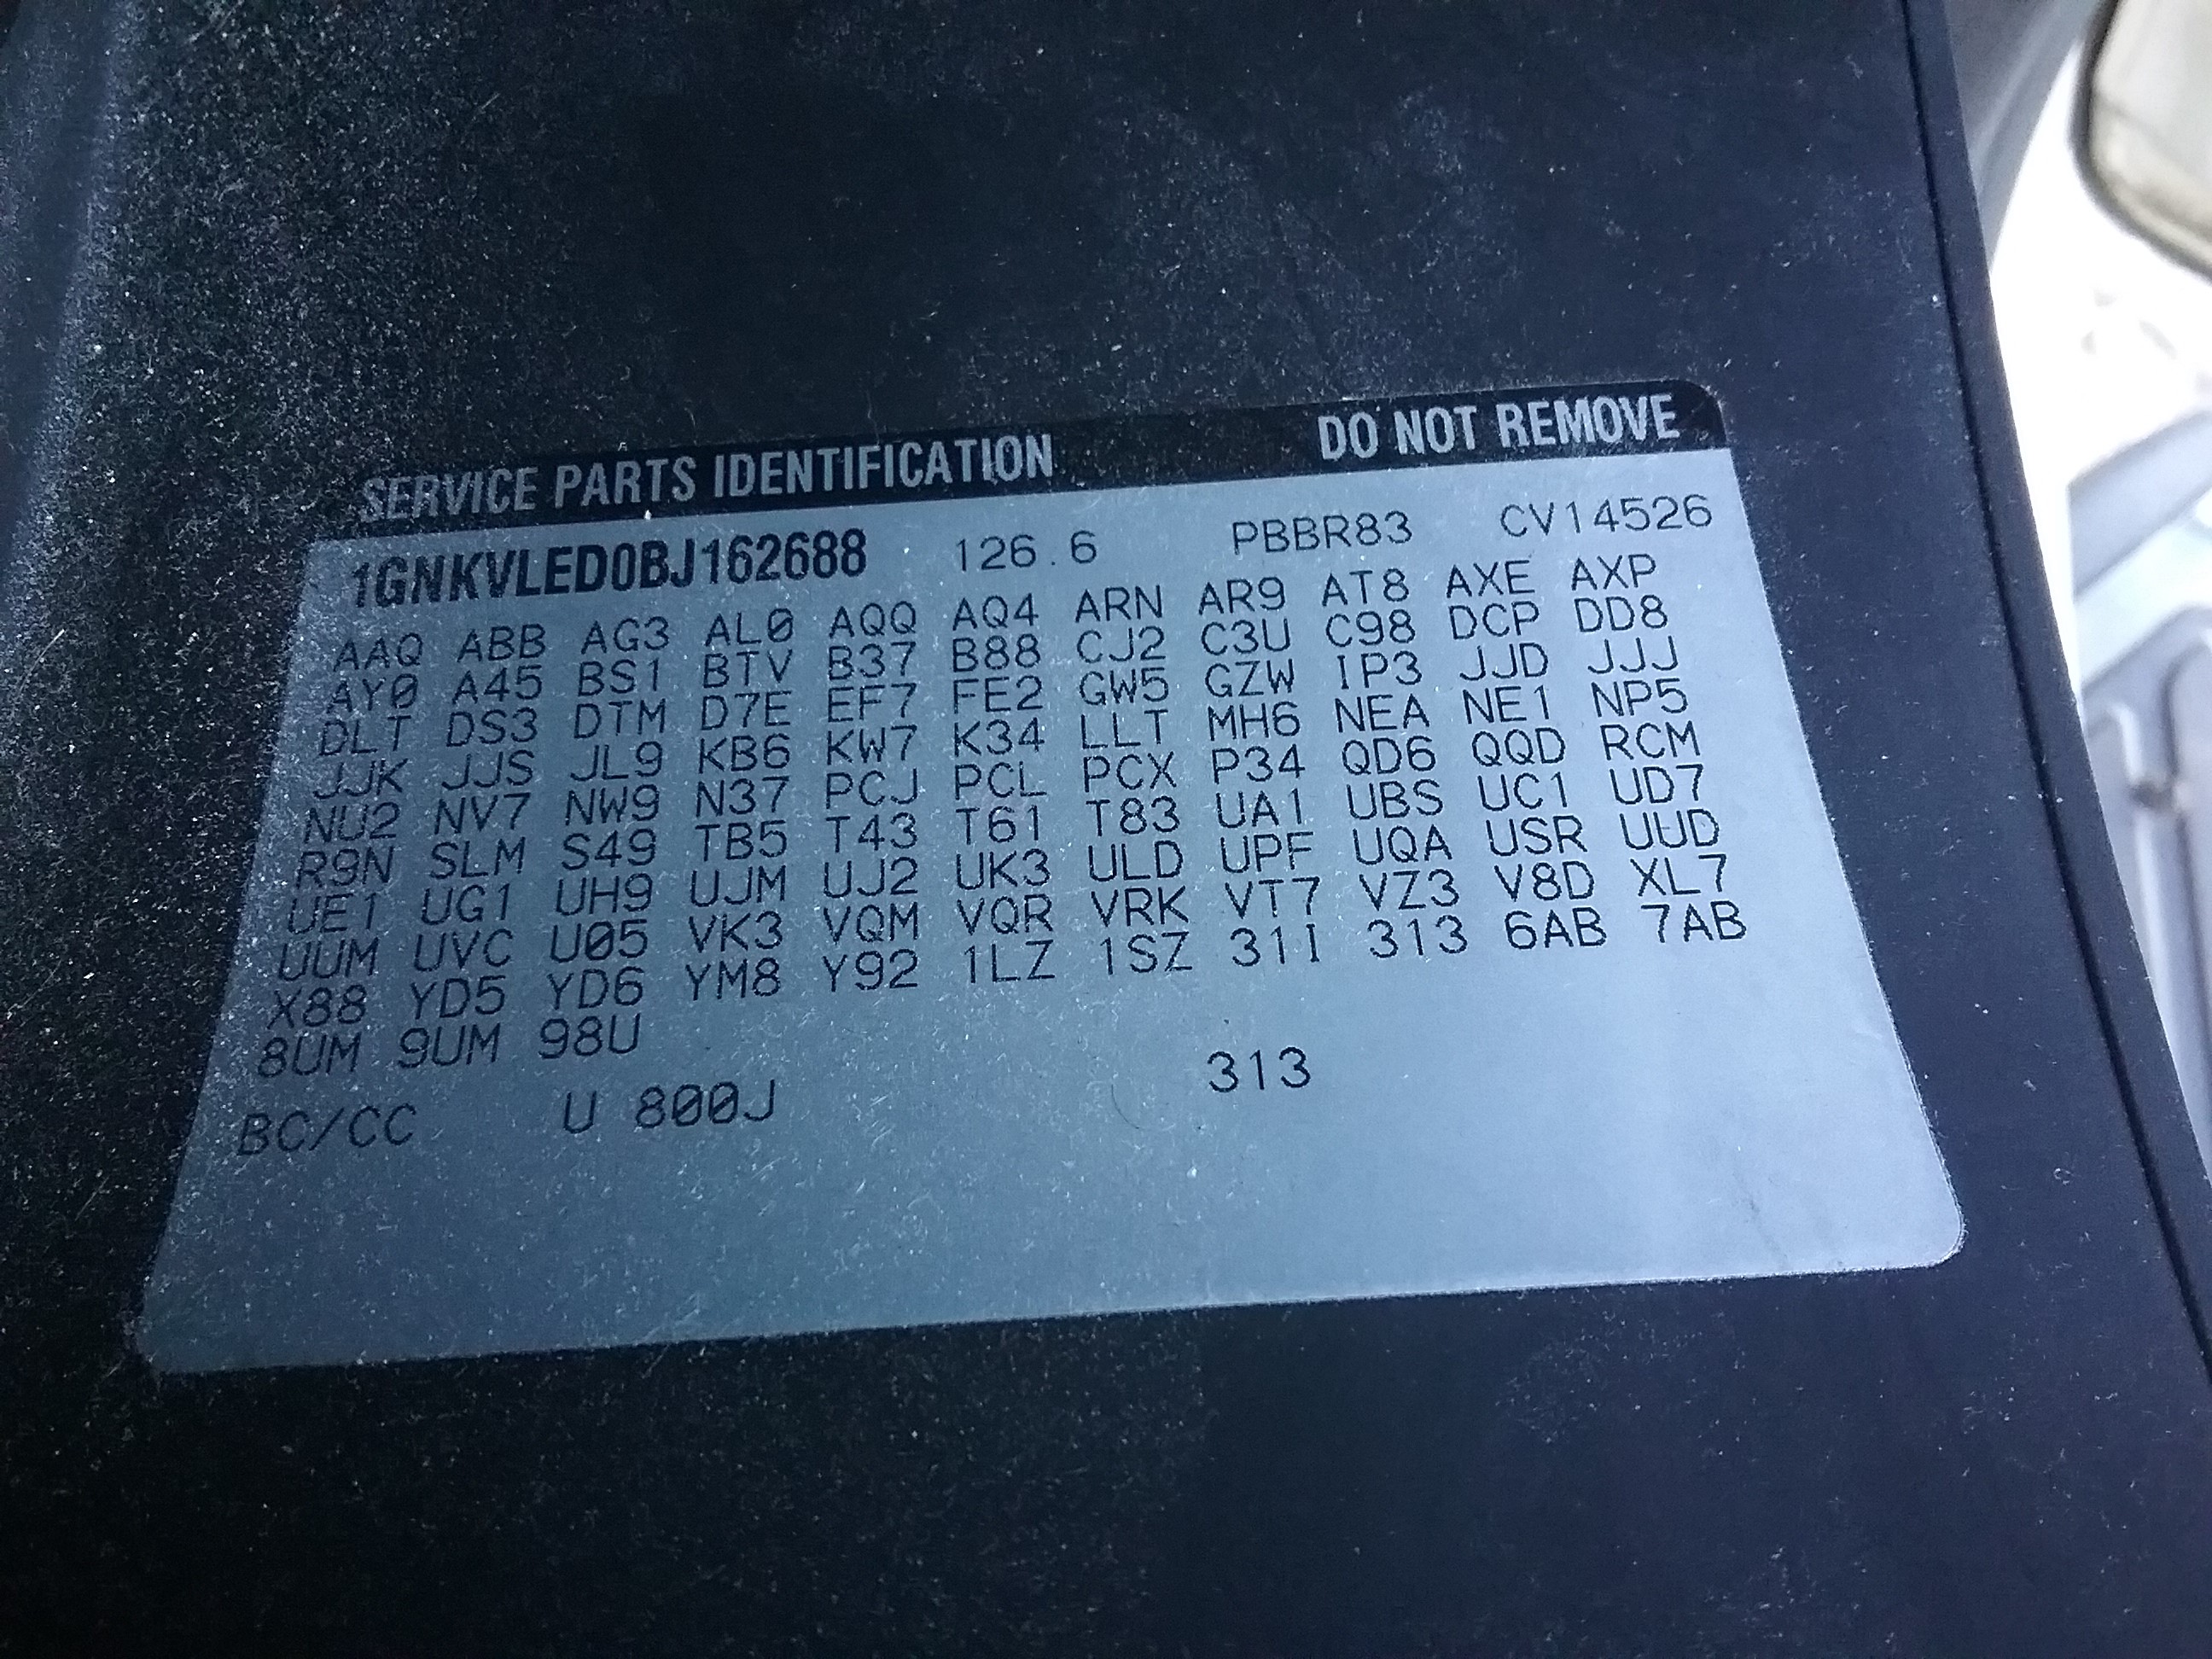 SERVICE PARTS IDENTIFICATION DO NOT REMOVE
1GNKVLED0BJ162688 126.6 PBBR83 CV14526
AAQ ABB AG3 AL0 AQQ AQ4 ARN AR9 AT8 AXE AXP
AY0 A45 BS1 BTV B37 B88 CJ2 C3U C98 DCP DD8
DLT DS3 DTM D7E EF7 FE2 GW5 GZW IP3 JJD JJJ
JJK JJS JL9 KB6 KW7 K34 LLT MH6 NEA NE1 NP5
NU2 NV7 NW9 N37 PCJ PCL PCX P34 QD6 QQD RCM
R9N SLM S49 TB5 T43 T61 T83 UA1 UBS UC1 UD7
UE1 UG1 UH9 UJM UJ2 UK3 ULD UPF UQA USR UUD
UUM UVC U05 VK3 VQM VQR VRK VT7 VZ3 V8D XL7
X88 YD5 YD6 YM8 Y92 1LZ 1SZ 31I 313 6AB 7AB
8UM 9UM 98U
BC/CC U 800J 313